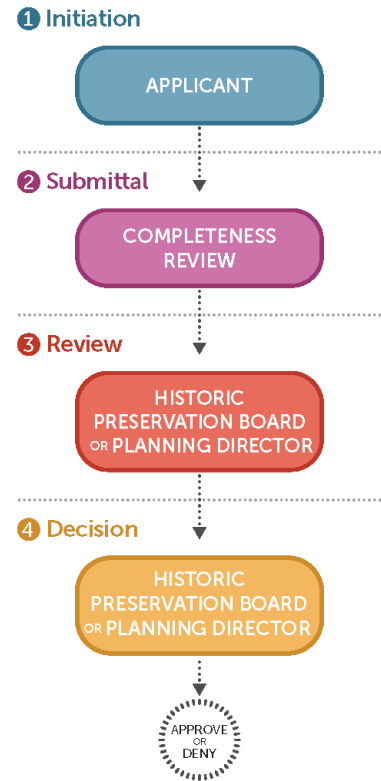 1 Initiation
APPLICANT
2 Submittal
COMPLETENESS
REVIEW
3 Review
HISTORIC
PRESERVATION BOARD
OR PLANNING DIRECTOR
4 Decision
HISTORIC
PRESERVATION BOARD
OR PLANNING DIRECTOR
APPROVE
OR
DENY